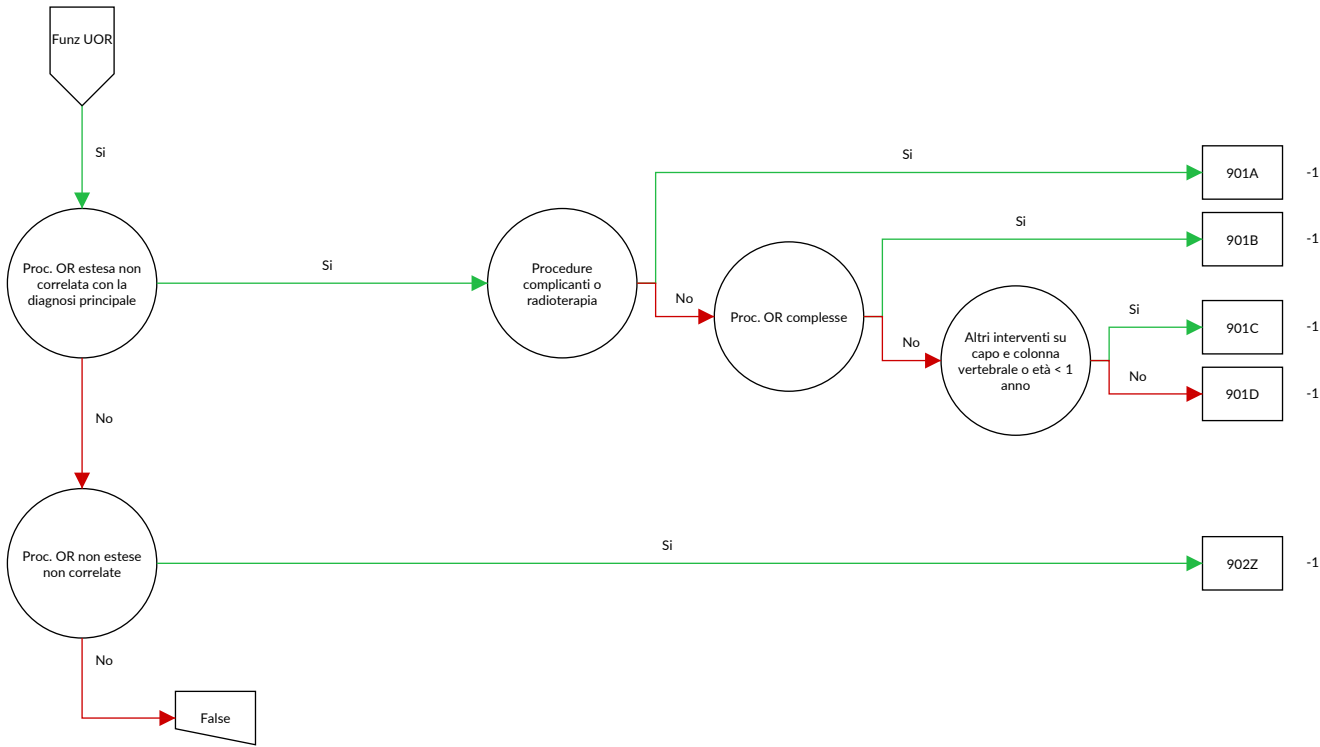 Funz UOR
Si
Si
901A
-1
Si
901B
-1
Proc. OR estesa non
correlata con la
diagnosi principale
Si
Procedure
complicanti o
radioterapia
No
Proc. OR complesse
No
Altri interventi su
capo e colonna
vertebrale o età < 1
anno
Si
901C
-1
No
901D
-1
No
Proc. OR non estese
non correlate
Si
902Z
-1
No
False